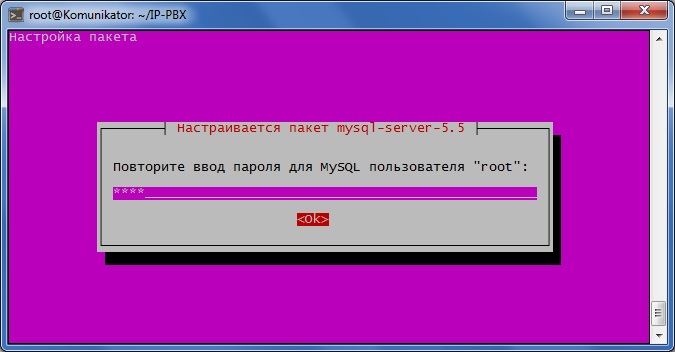 root@Komunikator: ~/IP-PBX
Настройка пакета
Настраивается пакет mysql-server-5.5
Повторите ввод пароля для MySQL пользователя "root":
****________________________________________________
<Ok>